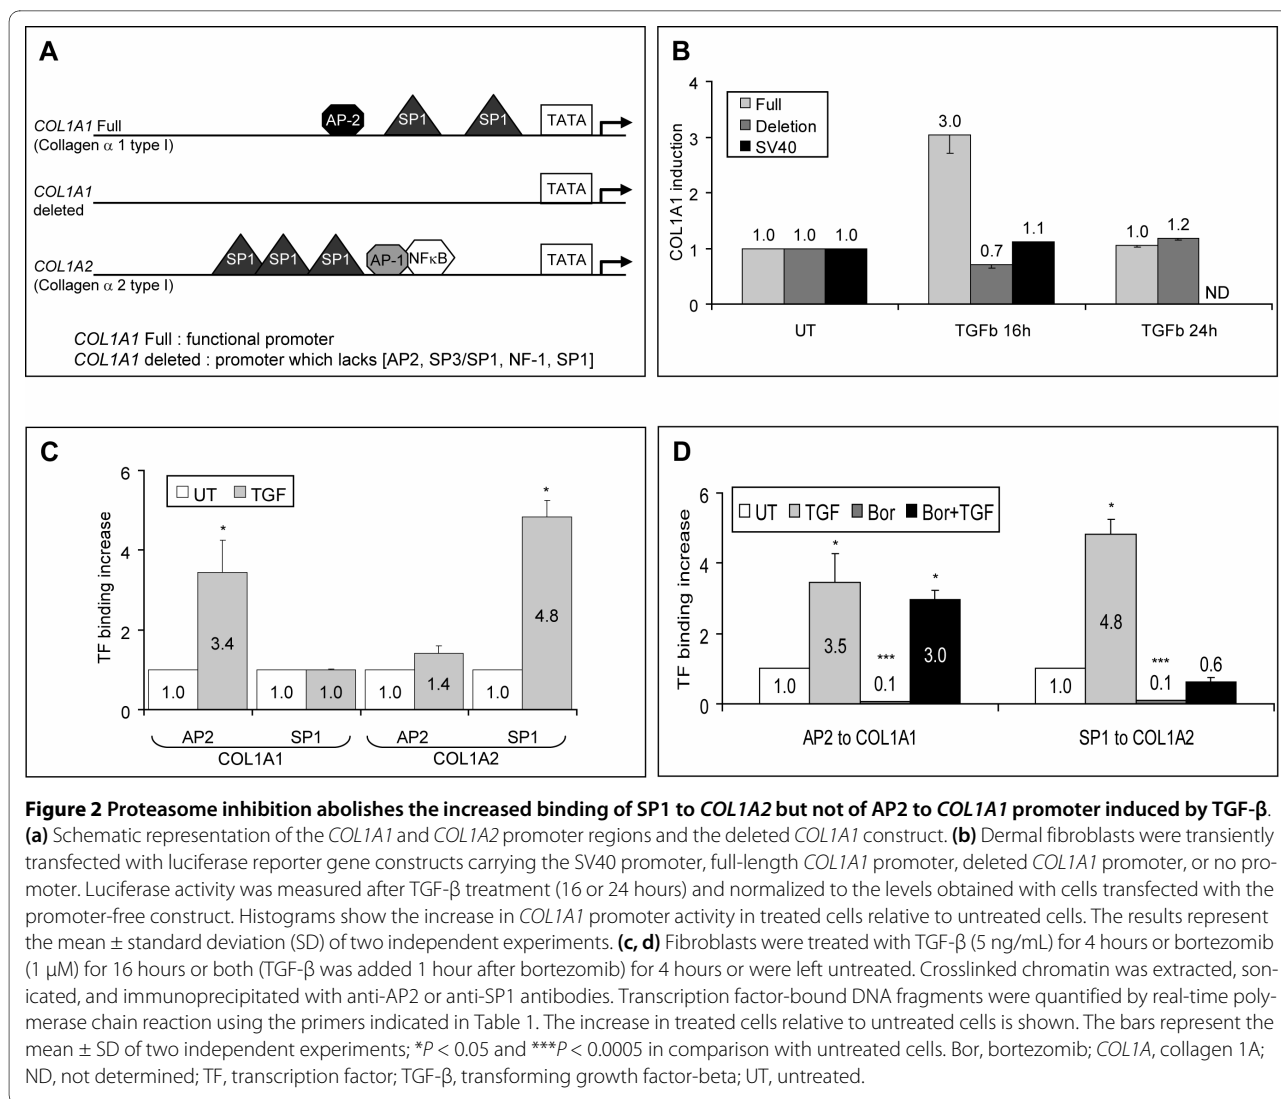 A
AP-2
SP1
SP1
TATA
COL1A1 Full
(Collagen α 1 type I)
COL1A1
deleted
TATA
SP1
SP1
SP1
AP-1
NFκB
TATA
COL1A2
(Collagen α 2 type I)
COL1A1 Full : functional promoter
COL1A1 deleted : promoter which lacks [AP2, SP3/SP1, NF-1, SP1]
B
COL1A1 induction
4
3
2
1
0
Full
Deletion
SV40
1.0 1.0 1.0
3.0
0.7
1.1
1.0 1.2
ND
UT TGFb 16h TGFb 24h
C
TF binding increase
6
4
2
0
UT TGF
*
*
1.0 3.4 1.0 1.0 1.0 1.4 1.0 4.8
AP2 SP1 AP2 SP1
COL1A1 COL1A2
D
TF binding increase
6
4
2
0
UT TGF Bor Bor+TGF
*
***
*
*
***
1.0 3.5 0.1 3.0 1.0 4.8 0.1 0.6
AP2 to COL1A1 SP1 to COL1A2
Figure 2 Proteasome inhibition abolishes the increased binding of SP1 to COL1A2 but not of AP2 to COL1A1 promoter induced by TGF-β.
(a) Schematic representation of the COL1A1 and COL1A2 promoter regions and the deleted COL1A1 construct. (b) Dermal fibroblasts were transiently
transfected with luciferase reporter gene constructs carrying the SV40 promoter, full-length COL1A1 promoter, deleted COL1A1 promoter, or no pro-
moter. Luciferase activity was measured after TGF-β treatment (16 or 24 hours) and normalized to the levels obtained with cells transfected with the
promoter-free construct. Histograms show the increase in COL1A1 promoter activity in treated cells relative to untreated cells. The results represent
the mean ± standard deviation (SD) of two independent experiments. (c, d) Fibroblasts were treated with TGF-β (5 ng/mL) for 4 hours or bortezomib
(1 μM) for 16 hours or both (TGF-β was added 1 hour after bortezomib) for 4 hours or were left untreated. Crosslinked chromatin was extracted, son-
icated, and immunoprecipitated with anti-AP2 or anti-SP1 antibodies. Transcription factor-bound DNA fragments were quantified by real-time poly-
merase chain reaction using the primers indicated in Table 1. The increase in treated cells relative to untreated cells is shown. The bars represent the
mean ± SD of two independent experiments; *P < 0.05 and ***P < 0.0005 in comparison with untreated cells. Bor, bortezomib; COL1A, collagen 1A;
ND, not determined; TF, transcription factor; TGF-β, transforming growth factor-beta; UT, untreated.